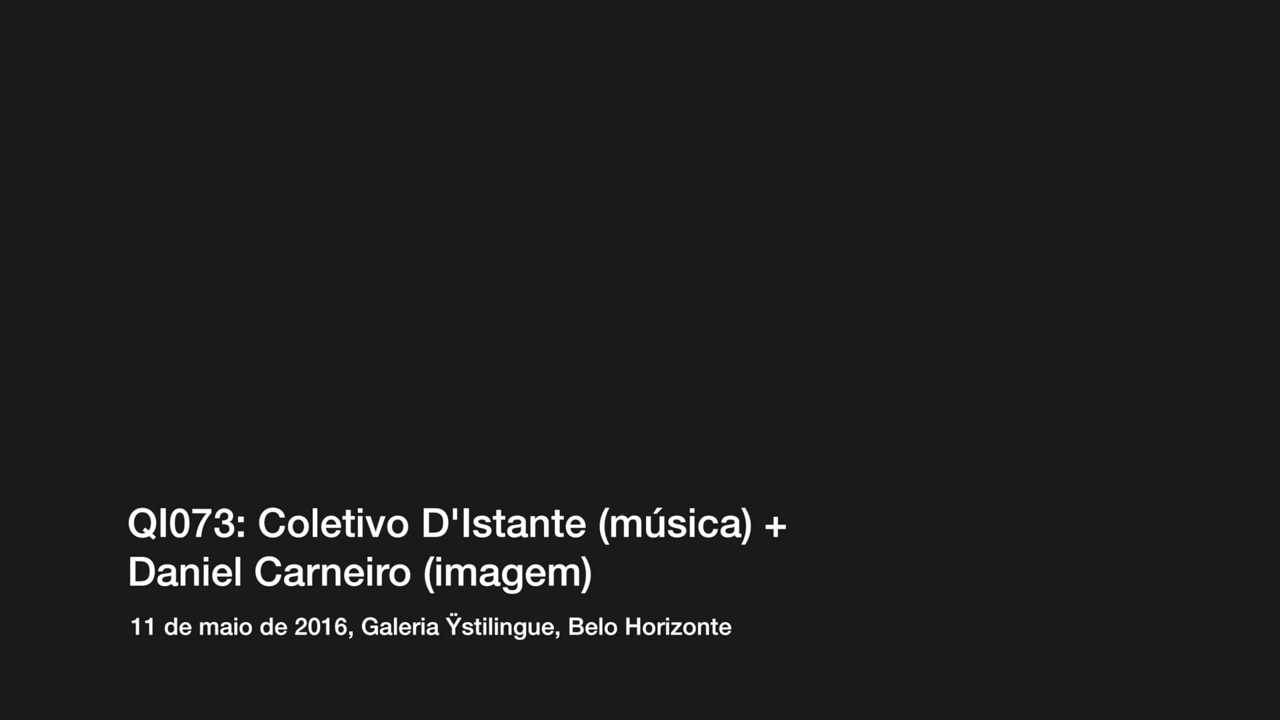 QI073: Coletivo D'Istante (música) +
Daniel Carneiro (imagem)
11 de maio de 2016, Galeria Ÿstilingue, Belo Horizonte